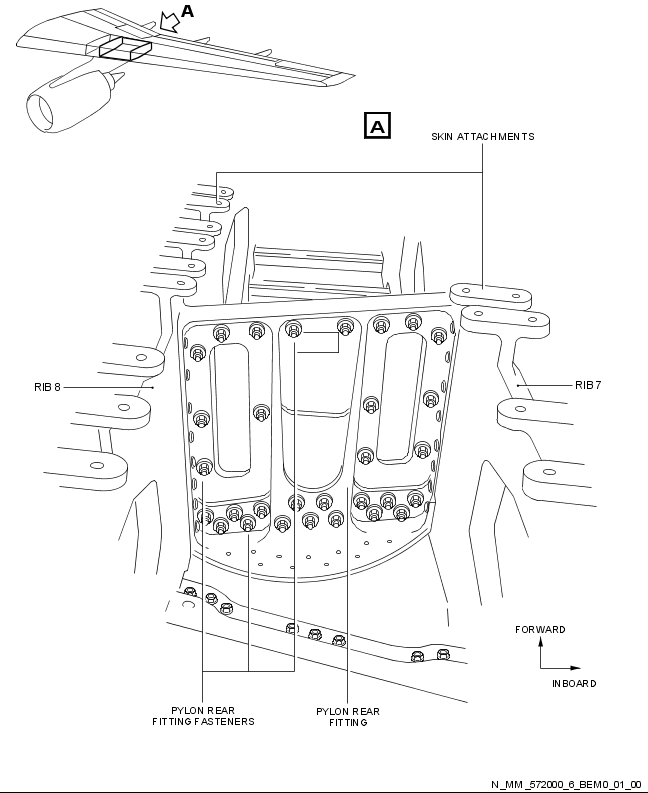 A
A
SKIN ATTACHMENTS
RIB 8
RIB 7
FORWARD
INBOARD
PYLON REAR
FITTING FASTENERS
PYLON REAR
FITTING
N_MM_572000_6_BEM0_01_00